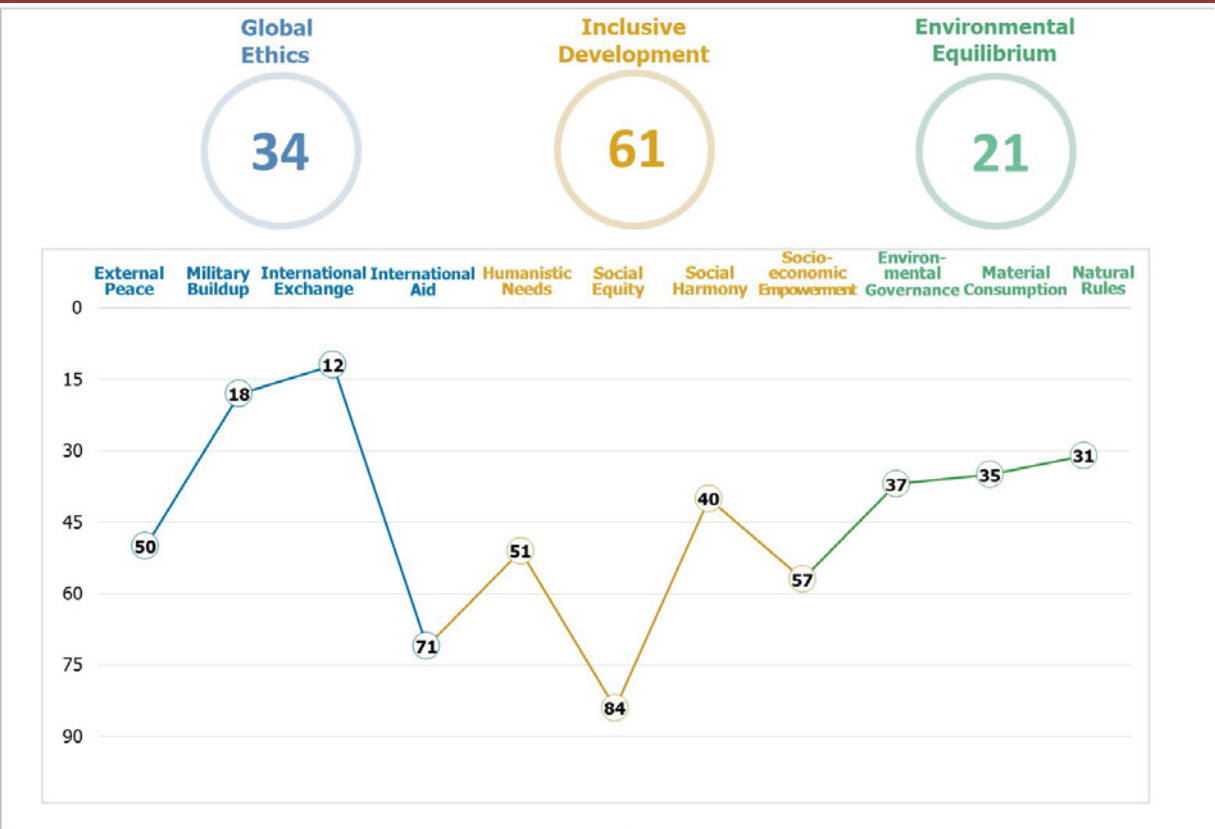 Global
Ethics
34
Inclusive
Development
61
Environmental
Equilibrium
21
External
Peace
Military
Buildup
International
Exchange
International
Aid
Humanistic
Needs
Social
Equity
Social
Harmony
Socio-
economic
Empowerment
Environ-
mental
Governance
Material
Consumption
Natural
Rules
0
15
30
45
60
75
90
50
18
12
71
51
84
40
57
37
35
31